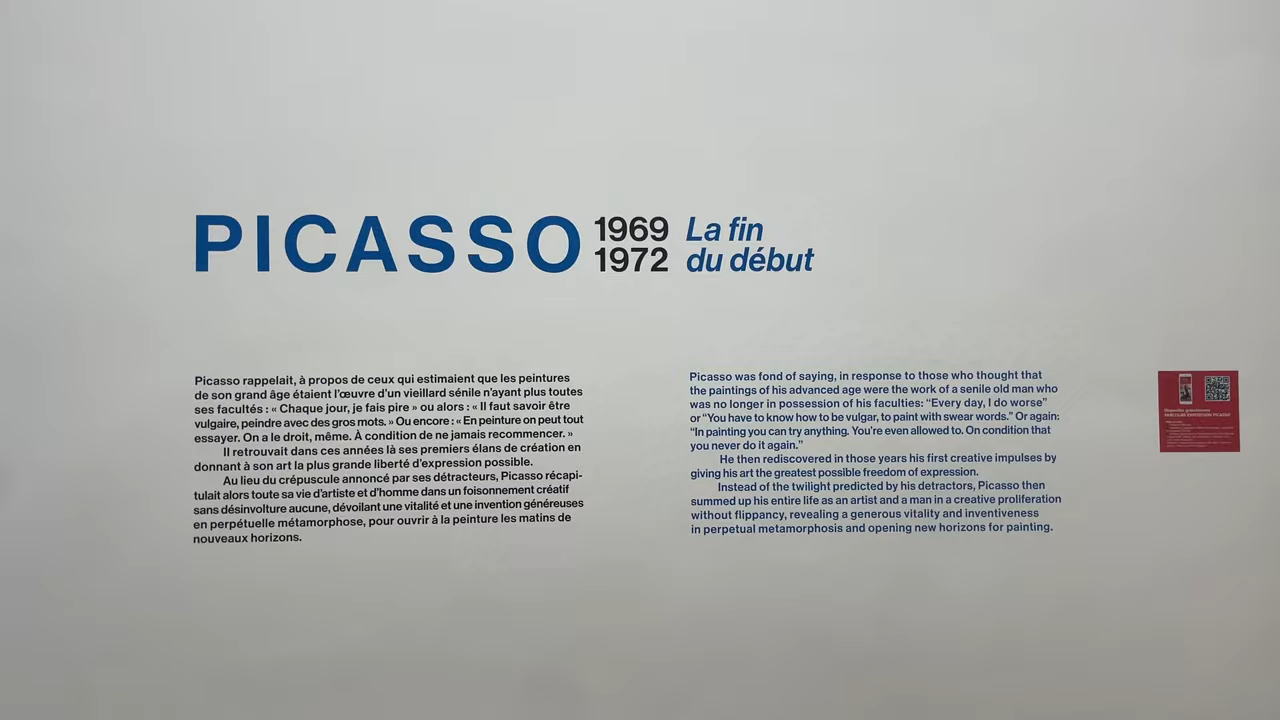 PICASSO
1969
1972
La fin
du début
Picasso rappelait, à propos de ceux qui estimaient que les peintures
de son grand âge étaient l'œuvre d'un vieillard sénile n'ayant plus toutes
ses facultés : « Chaque jour, je fais pire » ou alors : « Il faut savoir être
vulgaire, peindre avec des gros mots. » Ou encore : « En peinture on peut tout
essayer. On a le droit, même. À condition de ne jamais recommencer. »
Il retrouvait dans ces années là ses premiers élans de création en
donnant à son art la plus grande liberté d'expression possible.
Au lieu du crépuscule annoncé par ses détracteurs, Picasso récapi-
tulait alors toute sa vie d'artiste et d'homme dans un foisonnement créatif
sans désinvolture aucune, dévoilant une vitalité et une invention généreuses
en perpétuelle métamorphose, pour ouvrir à la peinture les matins de
nouveaux horizons.
Picasso was fond of saying, in response to those who thought that
the paintings of his advanced age were the work of a senile old man who
was no longer in possession of his faculties: “Every day, I do worse”
or “You have to know how to be vulgar, to paint with swear words.” Or again:
“In painting you can try anything. You're even allowed to. On condition that
you never do it again.”
He then rediscovered in those years his first creative impulses by
giving his art the greatest possible freedom of expression.
Instead of the twilight predicted by his detractors, Picasso then
summed up his entire life as an artist and a man in a creative proliferation
without flippancy, revealing a generous vitality and inventiveness
in perpetual metamorphosis and opening new horizons for painting.
PARCOURS EXPOSITION PICASSO